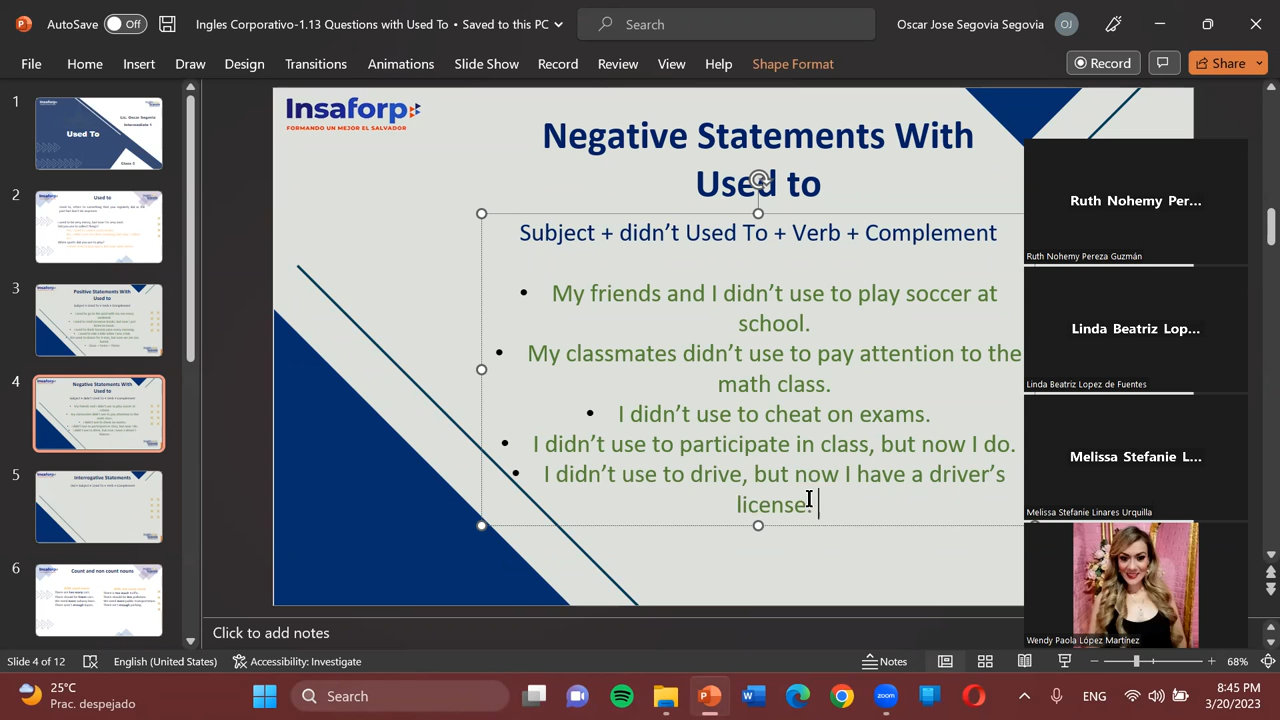 AutoSave Off Ingles Corporativo-1.13 Questions with Used To • Saved to this PC Search Oscar Jose Segovia Segovia OJ
File Home Insert Draw Design Transitions Animations Slide Show Record Review View Help Shape Format Record Share
1
Used To
2
Used to
3
Positive Statements With
Used to
4
Negative Statements With
Used to
5
Interrogative Statements
6
Count and non count nouns
Insaforp
FORMANDO UN MEJOR EL SALVADOR
Negative Statements With
Used to
Subject + didn't Used To + Verb + Complement
• My friends and I didn't use to play soccer at
school.
• My classmates didn't use to pay attention to the
math class.
• I didn't use to cheat on exams.
• I didn't use to participate in class, but now I do.
• I didn't use to drive, but now I have a driver's
license.
Ruth Nohemy Per...
Ruth Nohemy Pereza Guzmán
Linda Beatriz Lop...
Linda Beatriz Lopez de Fuentes
Melissa Stefanie L...
Melissa Stefanie Linares Urquilla
Wendy Paola López Martínez
Click to add notes
Slide 4 of 12 English (United States) Accessibility: Investigate Notes 68%
25°C
Prac. despejado
Search
zoom
ENG
8:45 PM
3/20/2023